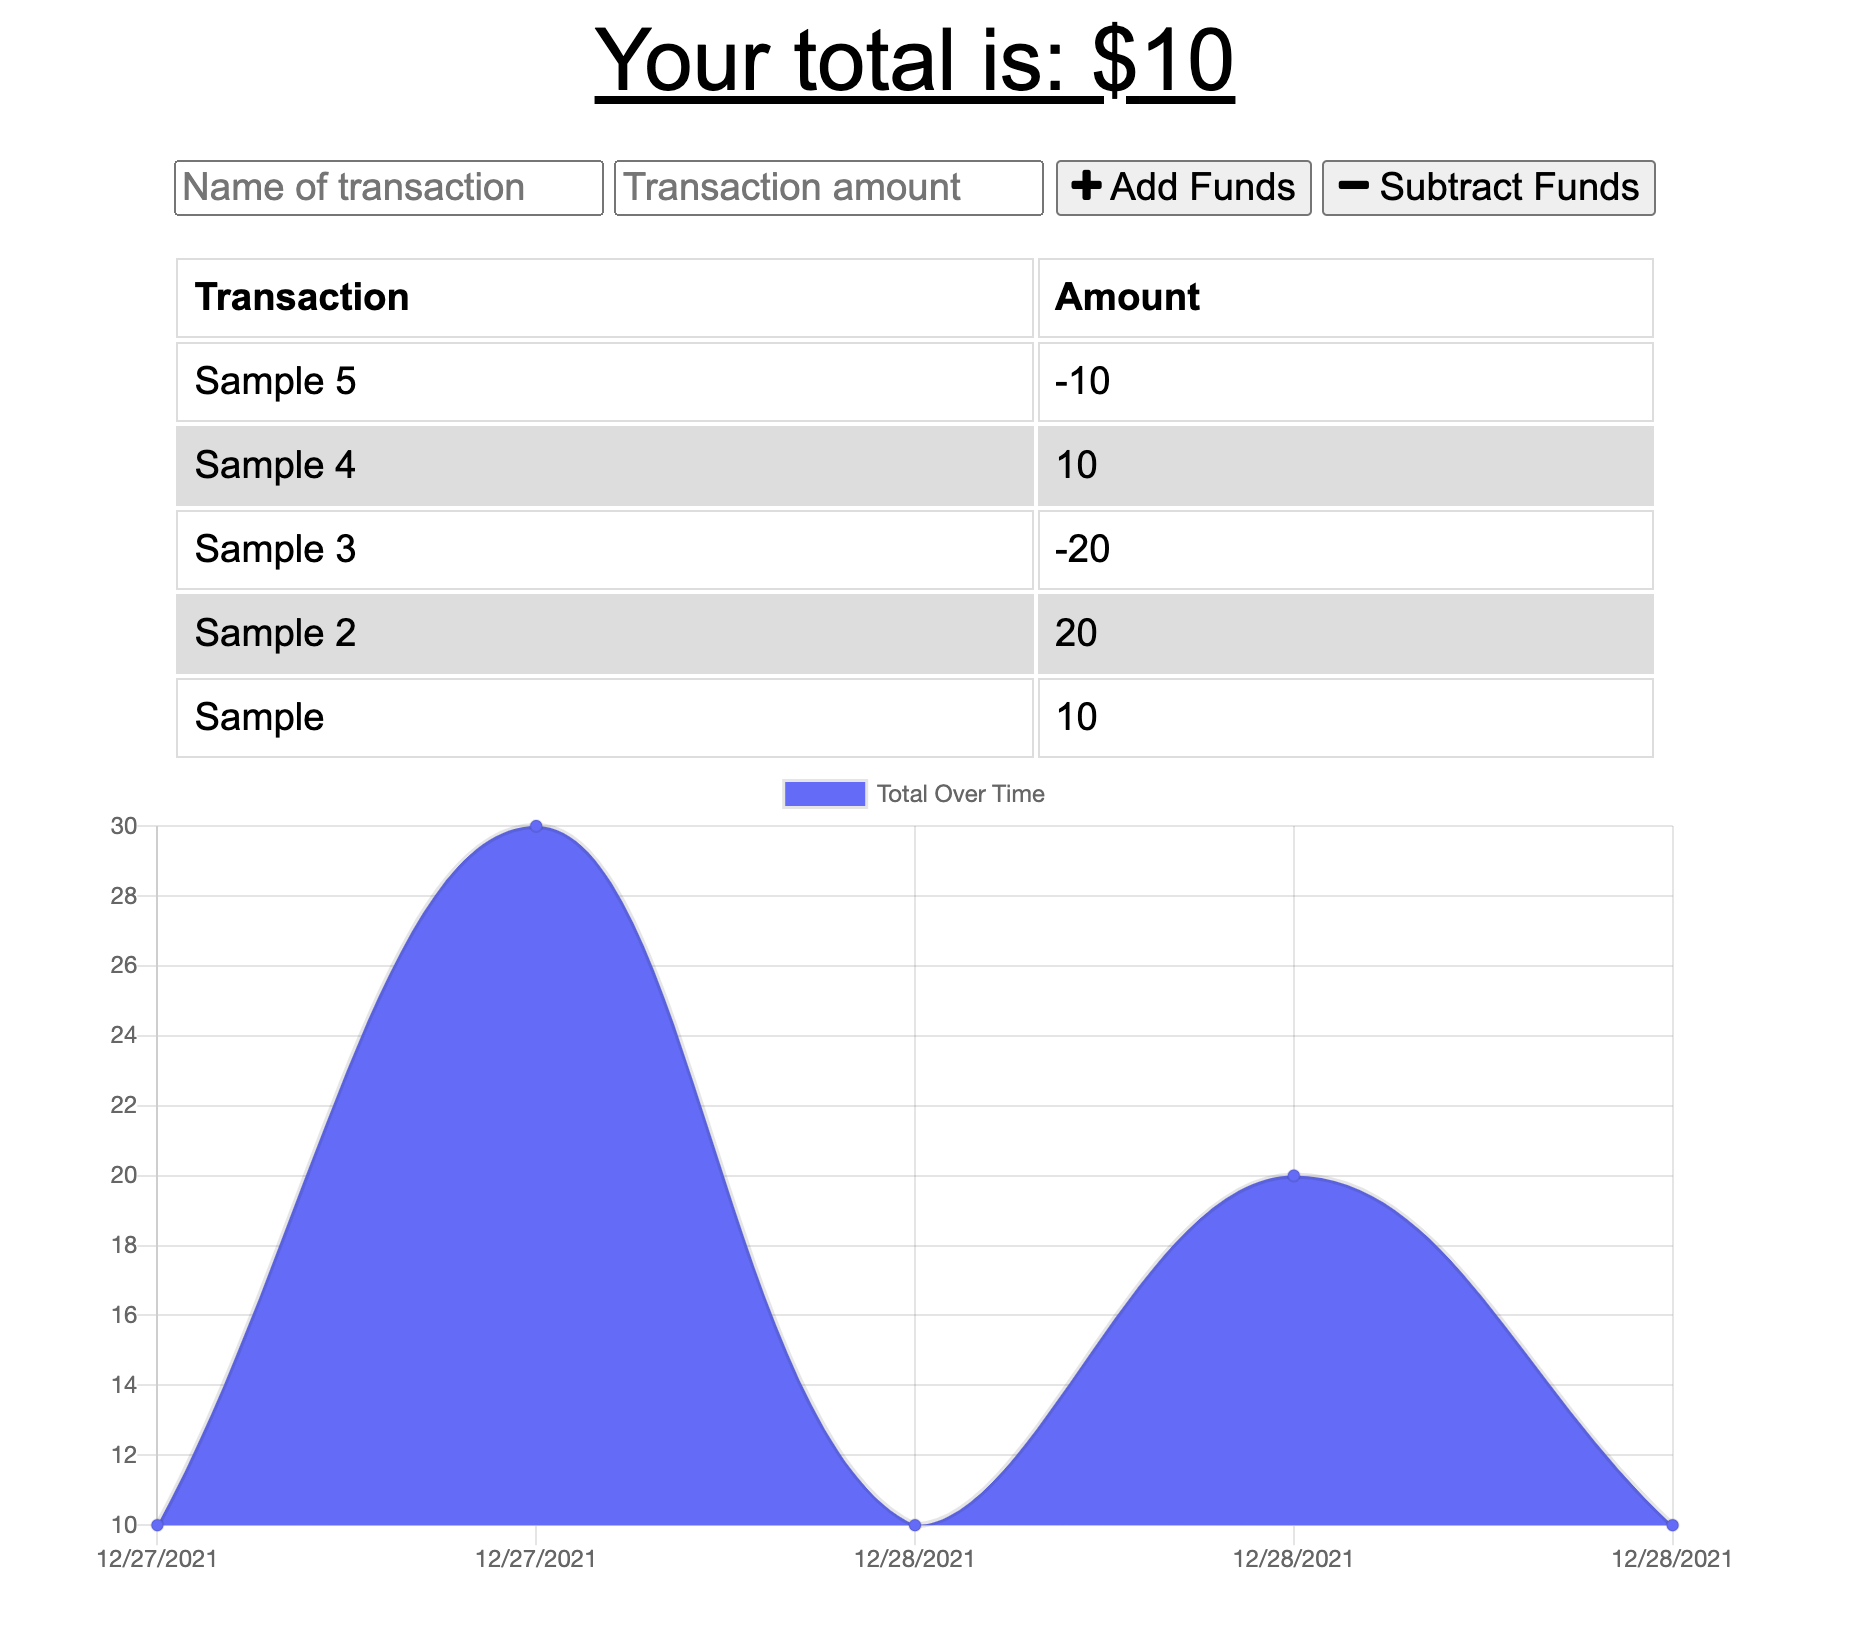 Your total is: $10
Name of transaction Transaction amount Add Funds Subtract Funds
Transaction Amount
Sample 5 -10
Sample 4 10
Sample 3 -20
Sample 2 20
Sample 10
Total Over Time
30
28
26
24
22
20
18
16
14
12
10
12/27/2021 12/27/2021 12/28/2021 12/28/2021 12/28/2021